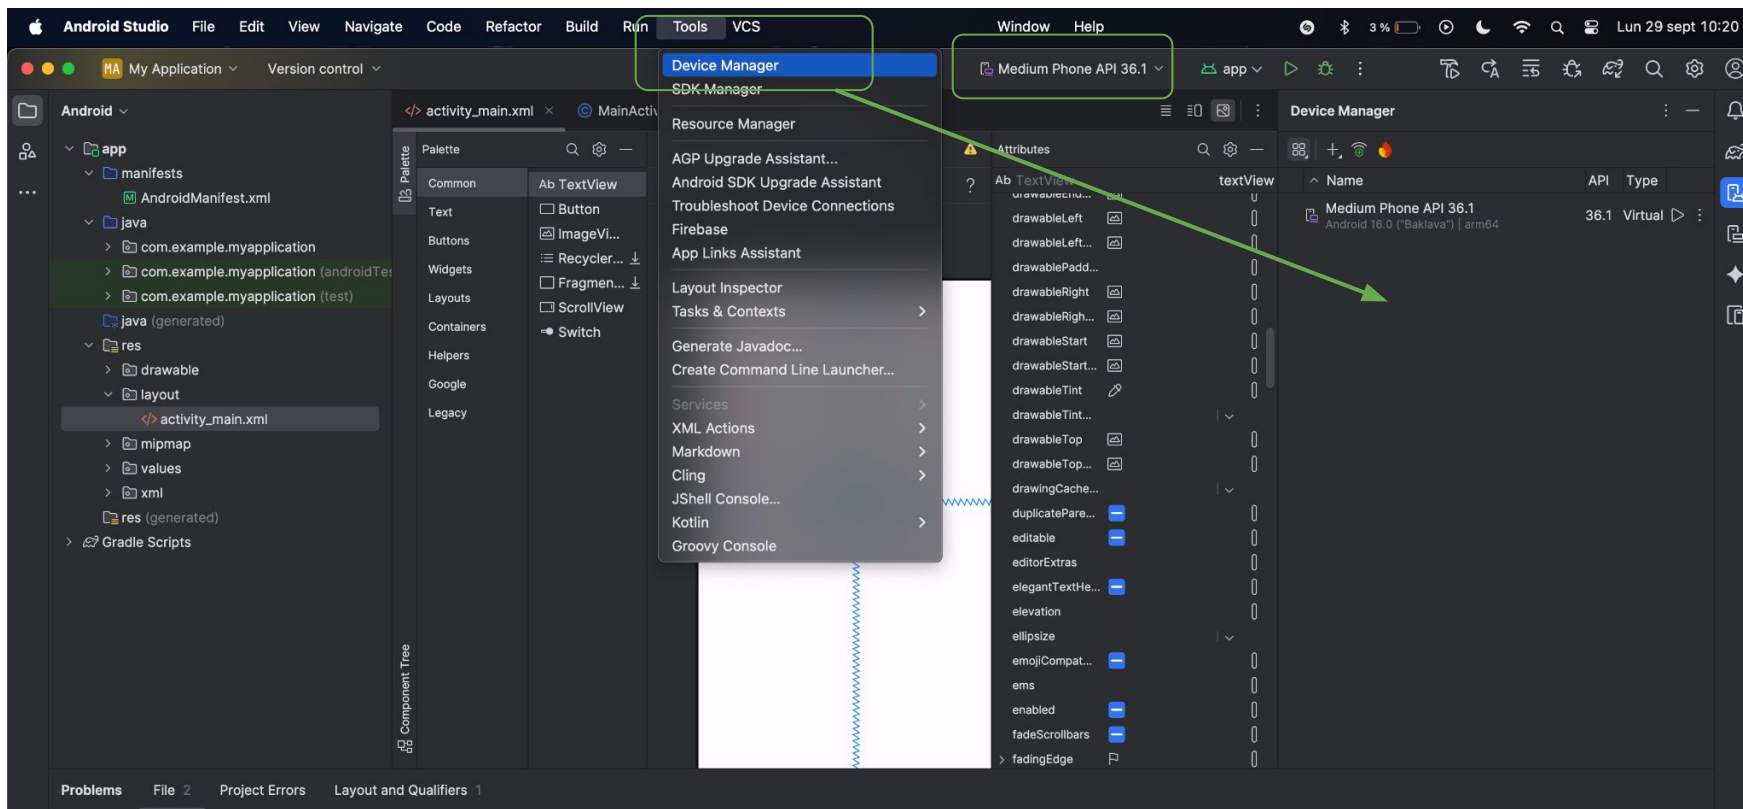 Android Studio File Edit View Navigate Code Refactor Build Run Tools VCS Window Help 3 % Lun 29 sept 10:20
MA My Application Version control Medium Phone API 36.1 app
Device Manager
SDK Manager
Resource Manager
AGP Upgrade Assistant...
Android SDK Upgrade Assistant
Troubleshoot Device Connections
Firebase
App Links Assistant
Layout Inspector
Tasks & Contexts
Generate Javadoc...
Create Command Line Launcher...
Services
XML Actions
Markdown
Cling
JShell Console...
Kotlin
Groovy Console
Android
app
manifests
AndroidManifest.xml
java
com.example.myapplication
com.example.myapplication (androidTes
com.example.myapplication (test)
java (generated)
res
drawable
layout
activity_main.xml
mipmap
values
xml
res (generated)
Gradle Scripts
activity_main.xml MainActiv
Palette
Palette
Common
Text
Buttons
Widgets
Layouts
Containers
Helpers
Google
Legacy
Ab TextView
Button
ImageVi...
Recycler...
Fragmen...
ScrollView
Switch
Component Tree
Attributes
Ab TextView textView
drawableEnd...
drawableLeft
drawableLeft...
drawablePadd...
drawableRight
drawableRigh...
drawableStart
drawableStart...
drawableTint
drawableTint...
drawableTop
drawableTop...
drawingCache...
duplicatePare...
editable
editorExtras
elegantTextHe...
elevation
ellipsize
emojiCompat...
ems
enabled
fadeScrollbars
fadingEdge
Device Manager
Name API Type
Medium Phone API 36.1 36.1 Virtual
Android 16.0 ("Baklava") | arm64
Problems File 2 Project Errors Layout and Qualifiers 1